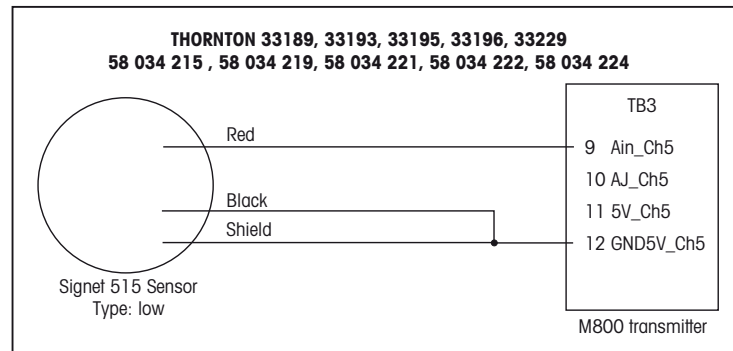 THORNTON 33189, 33193, 33195, 33196, 33229
58 034 215 , 58 034 219, 58 034 221, 58 034 222, 58 034 224
TB3
Red
9 Ain_Ch5
10 AJ_Ch5
Black
11 5V_Ch5
Shield
12 GND5V_Ch5
Signet 515 Sensor
Type: low
M800 transmitter